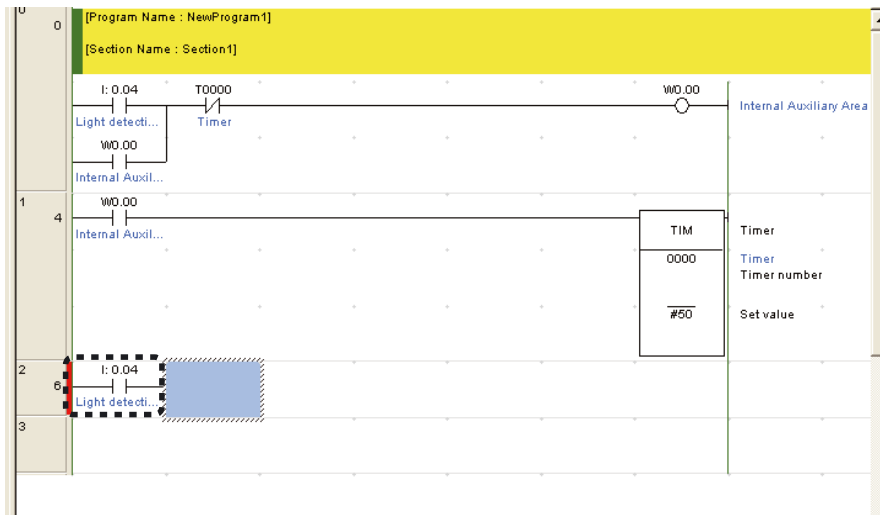 0
0
[Program Name : NewProgram1]
[Section Name : Section1]
I: 0.04 T0000 W0.00
Light detecti... Timer Internal Auxiliary Area
W0.00
Internal Auxil...
1
4
W0.00
Internal Auxil...
TIM Timer
0000 Timer
Timer number
#50 Set value
2
6
I: 0.04
Light detecti...
3